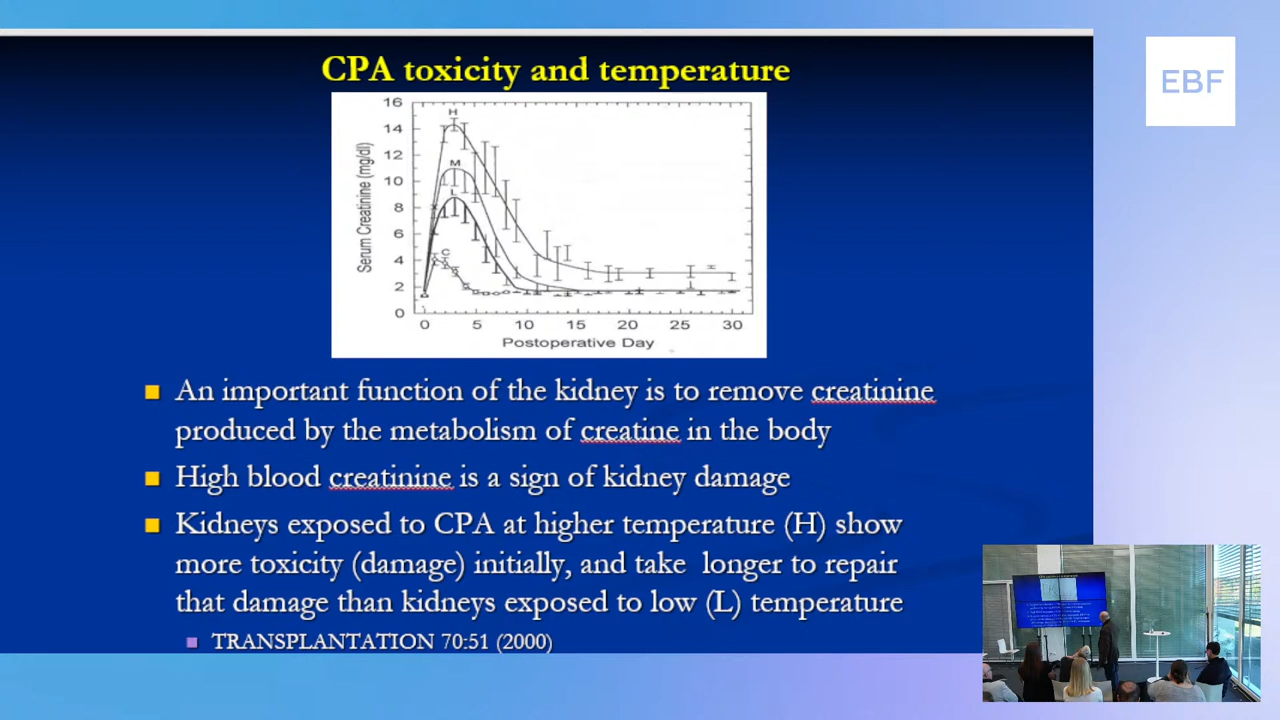 CPA toxicity and temperature
EBF
16
14
12
10
8
6
4
2
0
Serum Creatinine (mg/dl)
H
M
L
C
0 5 10 15 20 25 30
Postoperative Day
An important function of the kidney is to remove creatinine
produced by the metabolism of creatine in the body
High blood creatinine is a sign of kidney damage
Kidneys exposed to CPA at higher temperature (H) show
more toxicity (damage) initially, and take longer to repair
that damage than kidneys exposed to low (L) temperature
TRANSPLANTATION 70:51 (2000)